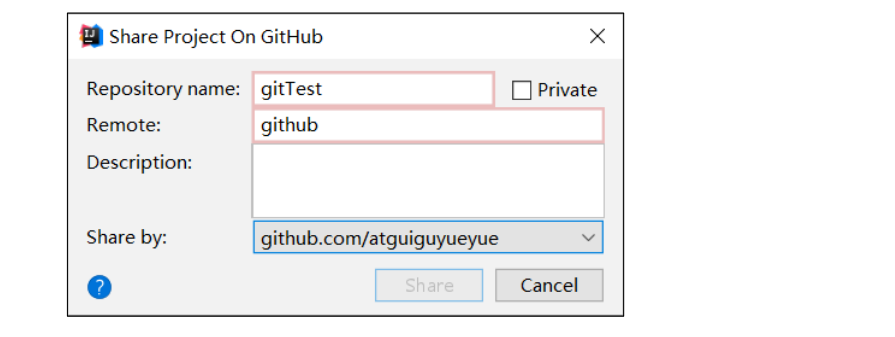 Share Project On GitHub
Repository name: gitTest Private
Remote: github
Description:
Share by: github.com/atguiguyueyue
? Share Cancel